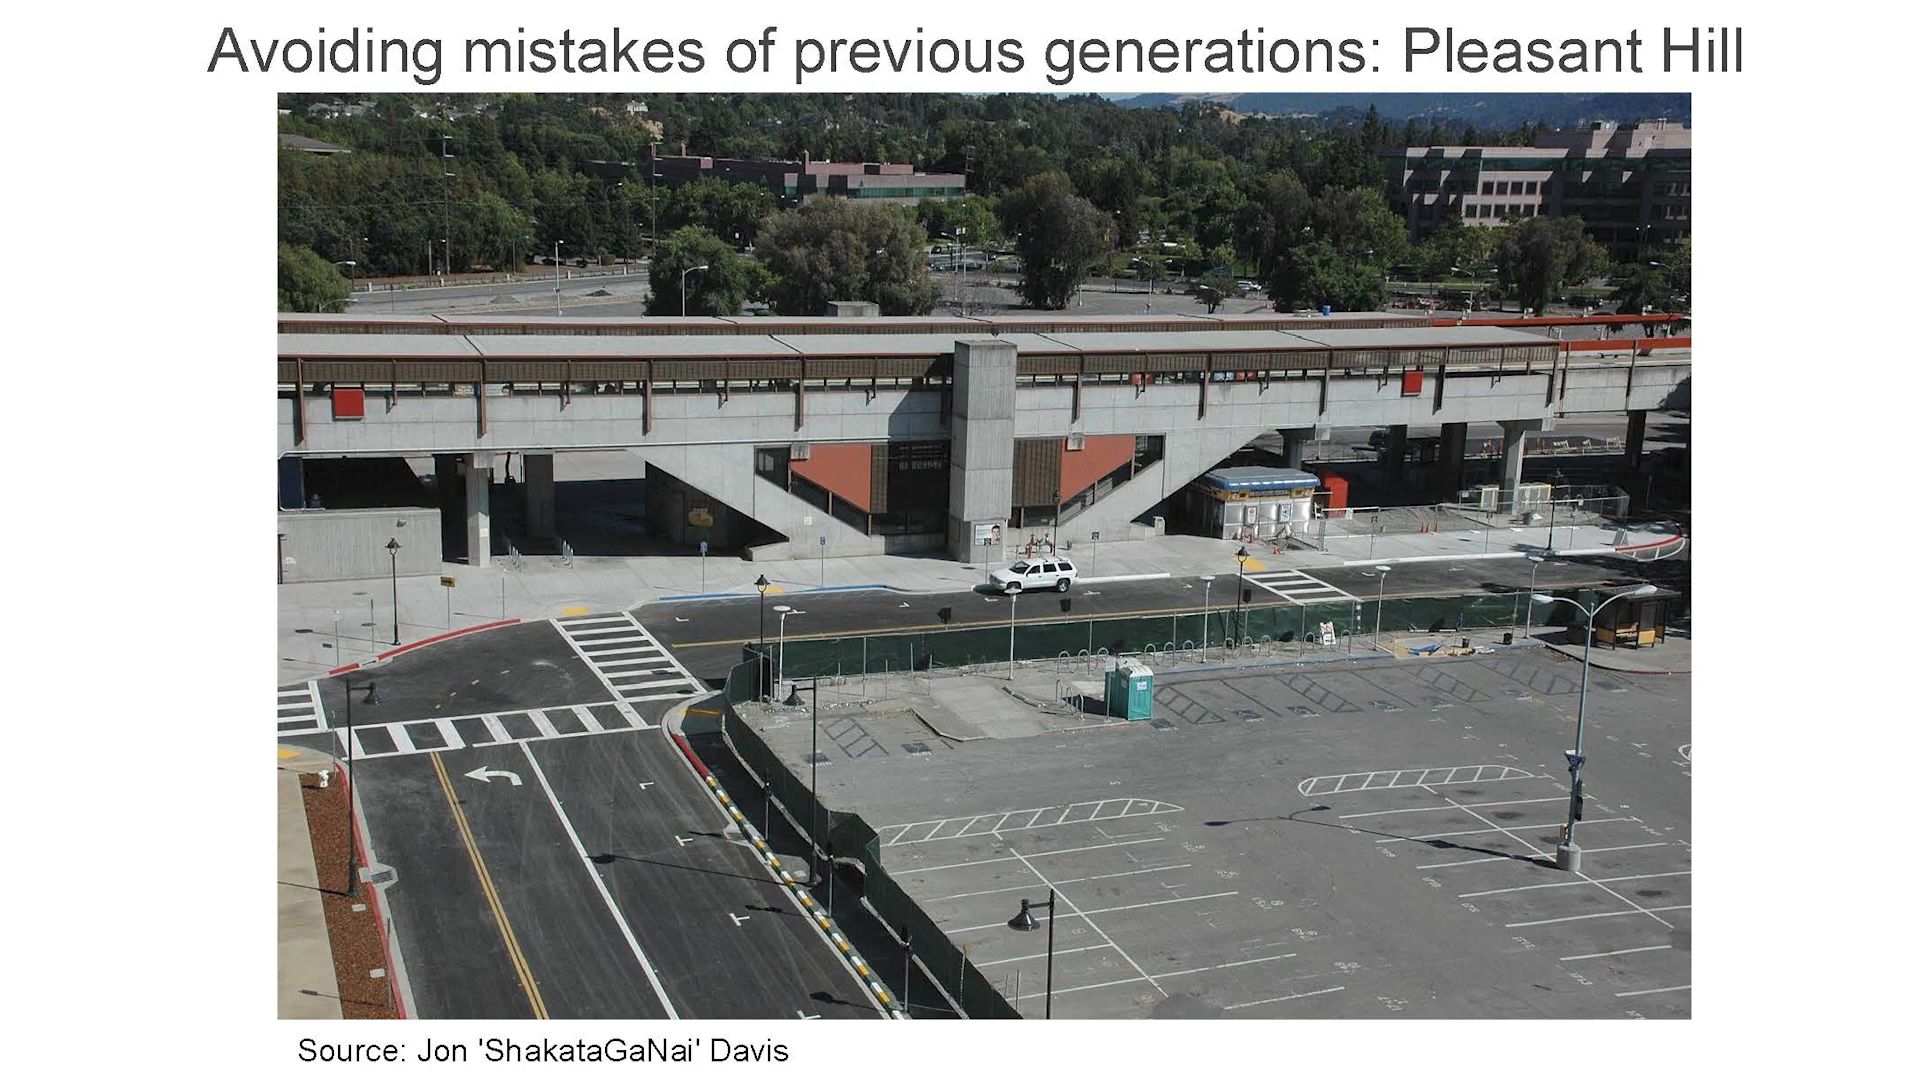 Avoiding mistakes of previous generations: Pleasant Hill
Source: Jon 'ShakataGaNai' Davis